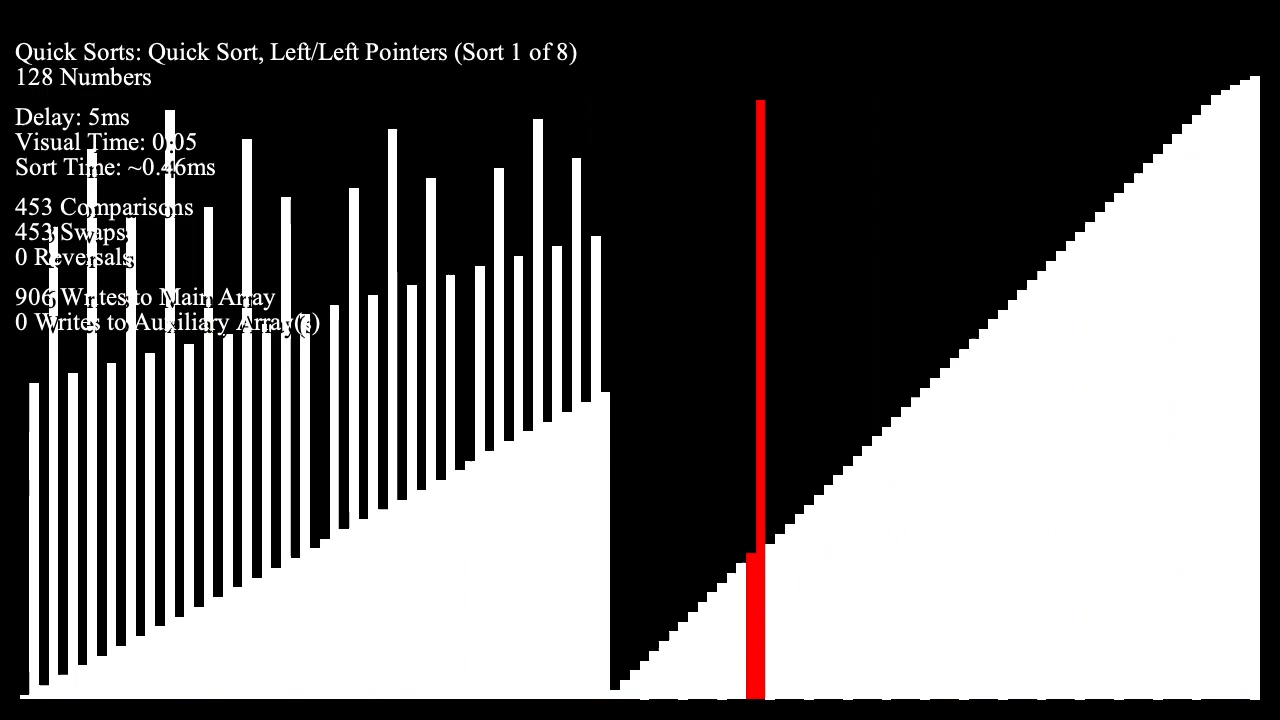 Quick Sorts: Quick Sort, Left/Left Pointers (Sort 1 of 8)
128 Numbers
Delay: 5ms
Visual Time: 0:05
Sort Time: ~0.46ms
453 Comparisons
453 Swaps
0 Reversals
906 Writes to Main Array
0 Writes to Auxiliary Array(s)